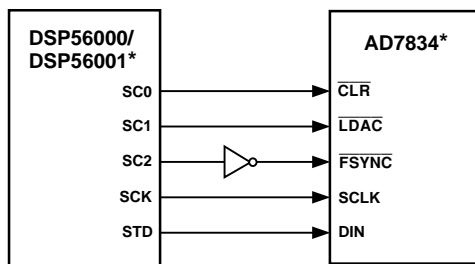 DSP56000/
DSP56001*
AD7834*
SC0
CLR
SC1
LDAC
SC2
FSYNC
SCK
SCLK
STD
DIN